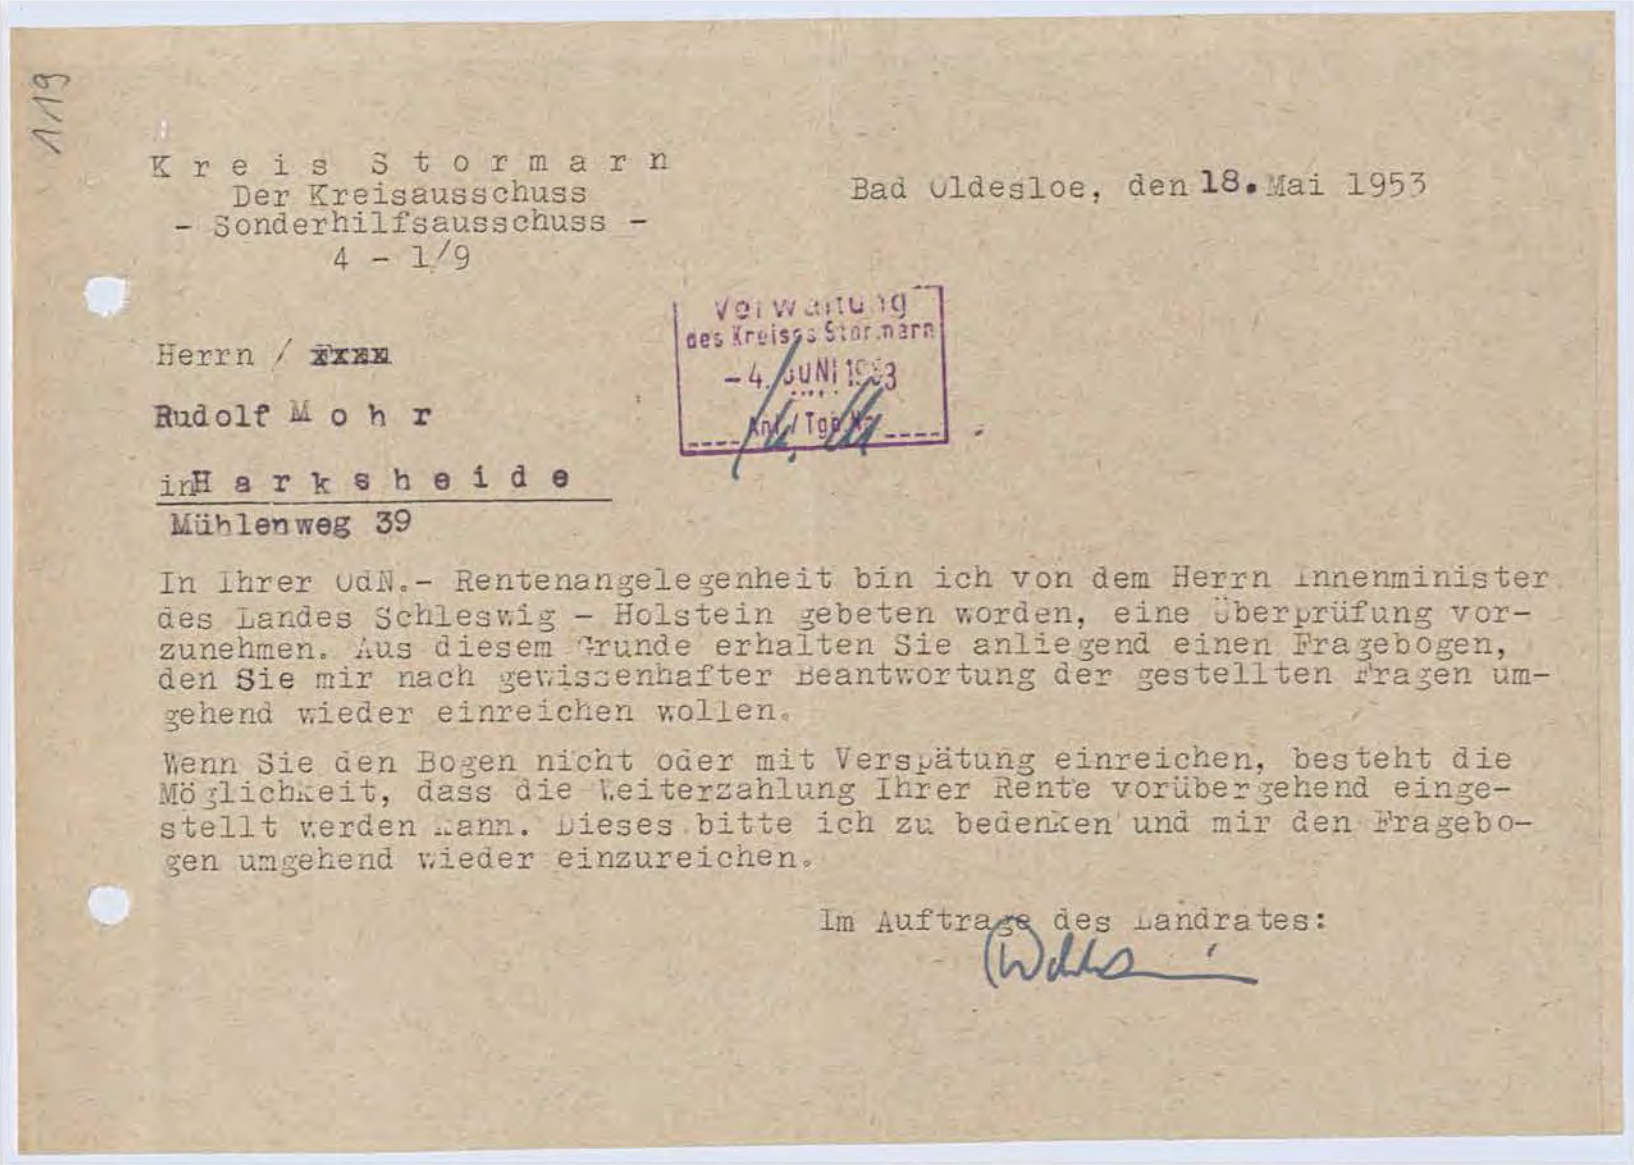 119
Kreis Stormarn
Der Kreisausschuss
- Sonderhilfsausschuss -
4 - 1/9
Bad Oldesloe, den 18. Mai 1953
Verwaltung
des Kreises Stormarn
-4. JUNI 1953
Anl./Tgb.Nr.
Herrn /
Rudolf Mohr
in Harksheide
Mühlenweg 39
In Ihrer OdN.- Rentenangelegenheit bin ich von dem Herrn Innenminister
des Landes Schleswig - Holstein gebeten worden, eine Überprüfung vor-
zunehmen. Aus diesem Grunde erhalten Sie anliegend einen Fragebogen,
den Sie mir nach gewissenhafter Beantwortung der gestellten Fragen um-
gehend wieder einreichen wollen.
Wenn Sie den Bogen nicht oder mit Verspätung einreichen, besteht die
Möglichkeit, dass die Weiterzahlung Ihrer Rente vorübergehend einge-
stellt werden kann. Dieses bitte ich zu bedenken und mir den Fragebo-
gen umgehend wieder einzureichen.
Im Auftrage des Landrates: